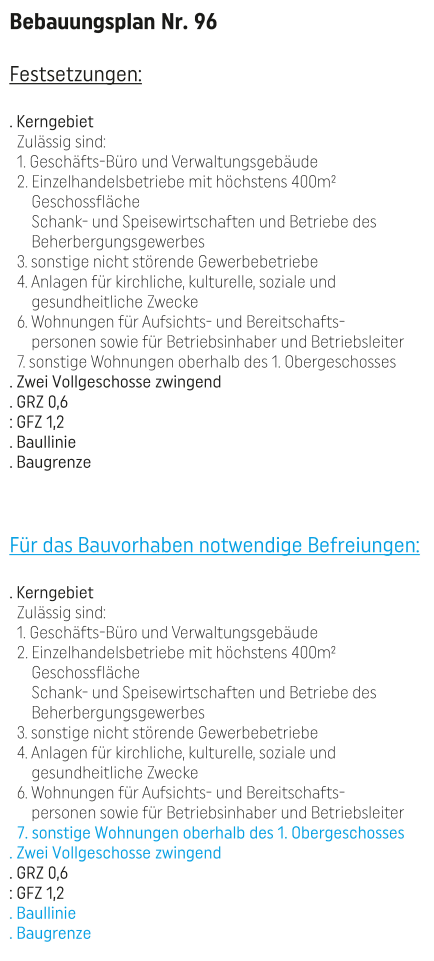 Bebauungsplan Nr. 96
Festsetzungen:
. Kerngebiet
Zulässig sind:
1. Geschäfts-Büro und Verwaltungsgebäude
2. Einzelhandelsbetriebe mit höchstens 400m²
Geschossfläche
Schank- und Speisewirtschaften und Betriebe des
Beherbergungsgewerbes
3. sonstige nicht störende Gewerbebetriebe
4. Anlagen für kirchliche, kulturelle, soziale und
gesundheitliche Zwecke
6. Wohnungen für Aufsichts- und Bereitschafts-
personen sowie für Betriebsinhaber und Betriebsleiter
7. sonstige Wohnungen oberhalb des 1. Obergeschosses
. Zwei Vollgeschosse zwingend
. GRZ 0,6
: GFZ 1,2
. Baullinie
. Baugrenze
Für das Bauvorhaben notwendige Befreiungen:
. Kerngebiet
Zulässig sind:
1. Geschäfts-Büro und Verwaltungsgebäude
2. Einzelhandelsbetriebe mit höchstens 400m²
Geschossfläche
Schank- und Speisewirtschaften und Betriebe des
Beherbergungsgewerbes
3. sonstige nicht störende Gewerbebetriebe
4. Anlagen für kirchliche, kulturelle, soziale und
gesundheitliche Zwecke
6. Wohnungen für Aufsichts- und Bereitschafts-
personen sowie für Betriebsinhaber und Betriebsleiter
7. sonstige Wohnungen oberhalb des 1. Obergeschosses
. Zwei Vollgeschosse zwingend
. GRZ 0,6
: GFZ 1,2
. Baullinie
. Baugrenze